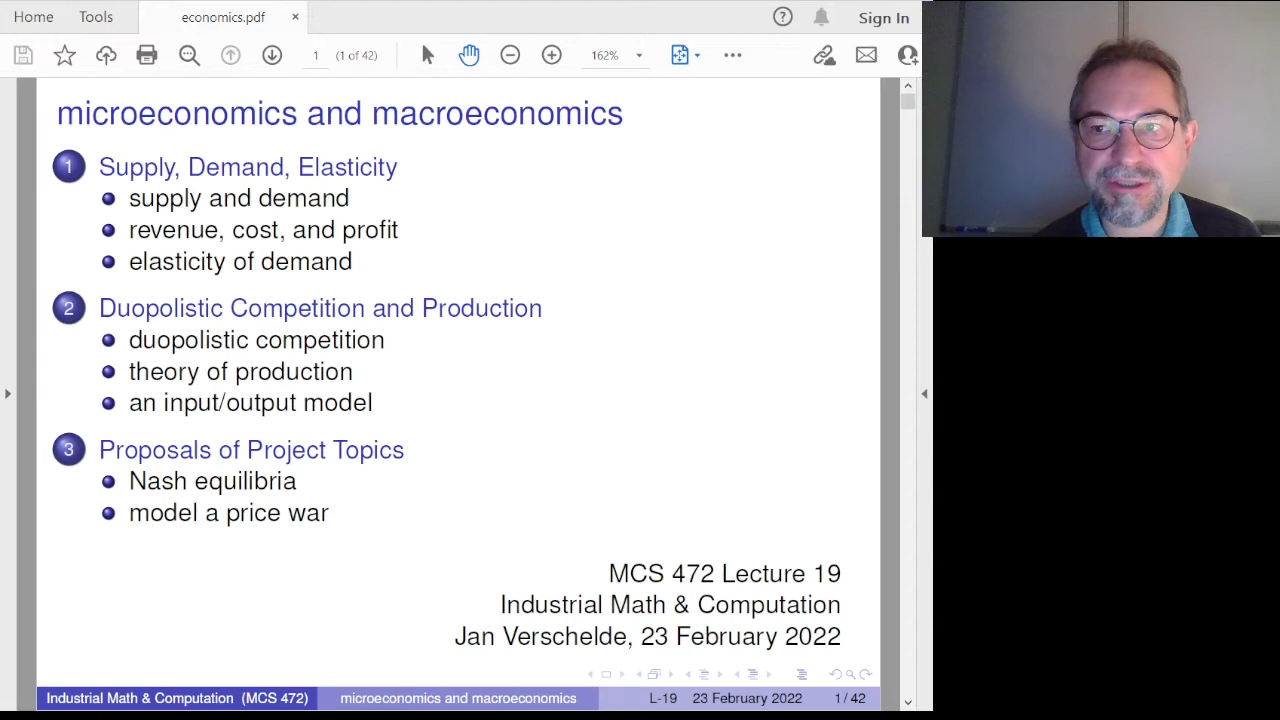 Home Tools economics.pdf × ? Sign In
1 (1 of 42) 162%
microeconomics and macroeconomics
1 Supply, Demand, Elasticity
supply and demand
revenue, cost, and profit
elasticity of demand
2 Duopolistic Competition and Production
duopolistic competition
theory of production
an input/output model
3 Proposals of Project Topics
Nash equilibria
model a price war
MCS 472 Lecture 19
Industrial Math & Computation
Jan Verschelde, 23 February 2022
Industrial Math & Computation (MCS 472) microeconomics and macroeconomics L-19 23 February 2022 1 / 42